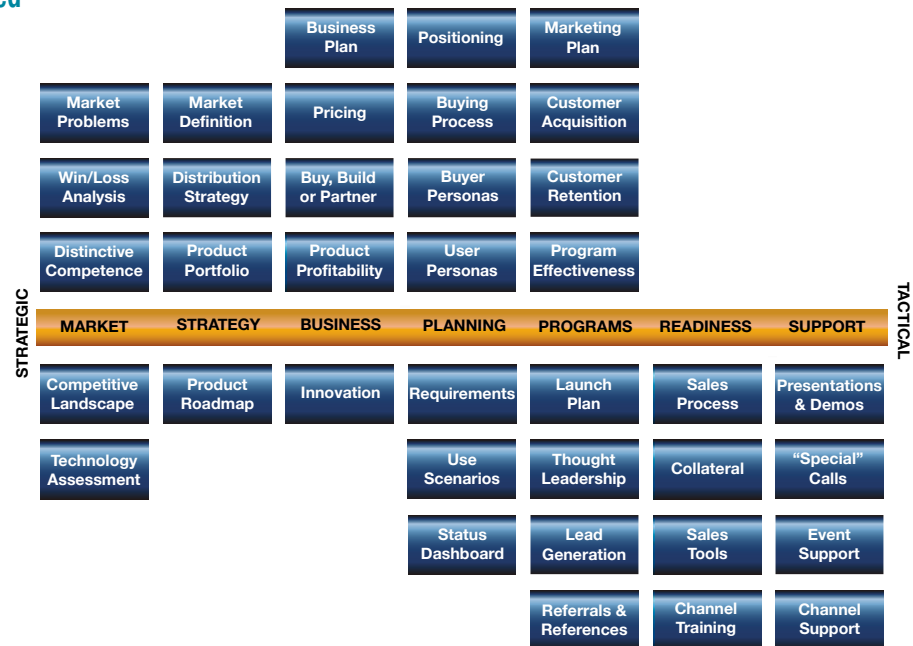 Business
Plan
Positioning
Marketing
Plan
Market
Problems
Market
Definition
Pricing
Buying
Process
Customer
Acquisition
Win/Loss
Analysis
Distribution
Strategy
Buy, Build
or Partner
Buyer
Personas
Customer
Retention
Distinctive
Competence
Product
Portfolio
Product
Profitability
User
Personas
Program
Effectiveness
STRATEGIC
MARKET
STRATEGY
BUSINESS
PLANNING
PROGRAMS
READINESS
SUPPORT
TACTICAL
Competitive
Landscape
Product
Roadmap
Innovation
Requirements
Launch
Plan
Sales
Process
Presentations
& Demos
Technology
Assessment
Use
Scenarios
Thought
Leadership
Collateral
“Special”
Calls
Status
Dashboard
Lead
Generation
Sales
Tools
Event
Support
Referrals &
References
Channel
Training
Channel
Support